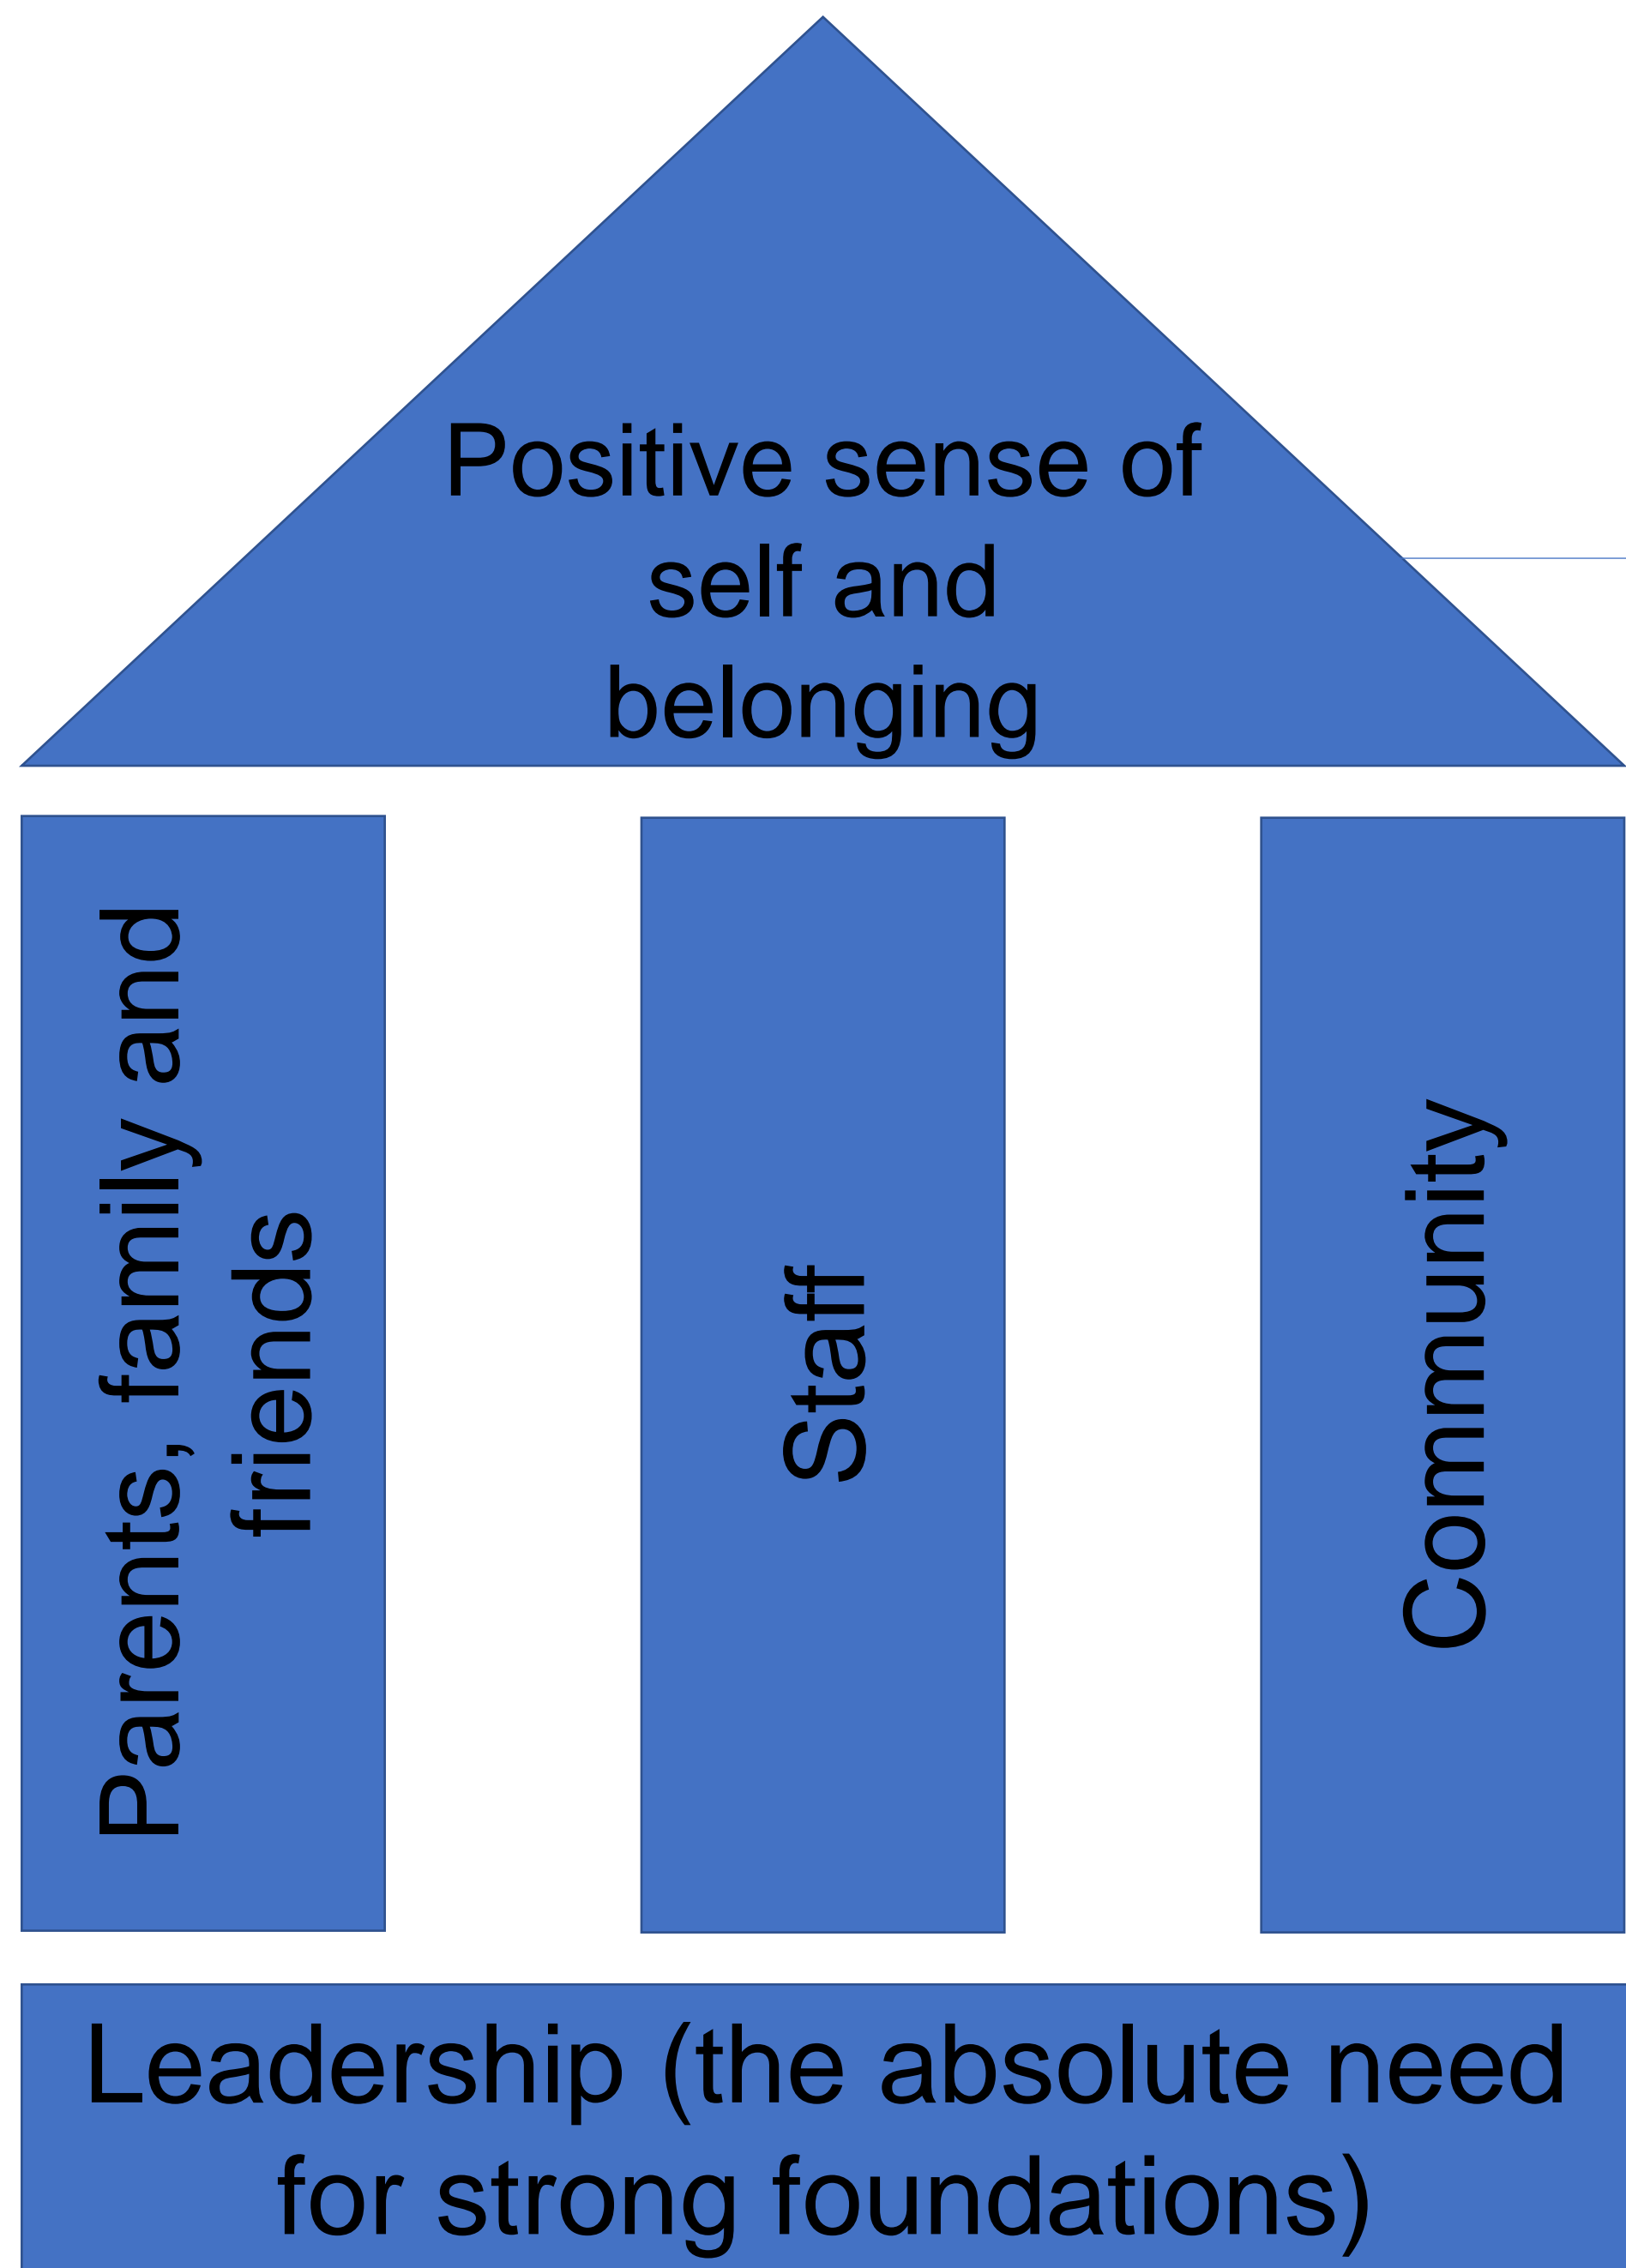 Positive sense of
self and
belonging
Parents, family and
friends
Staff
Community
Leadership (the absolute need
for strong foundations)